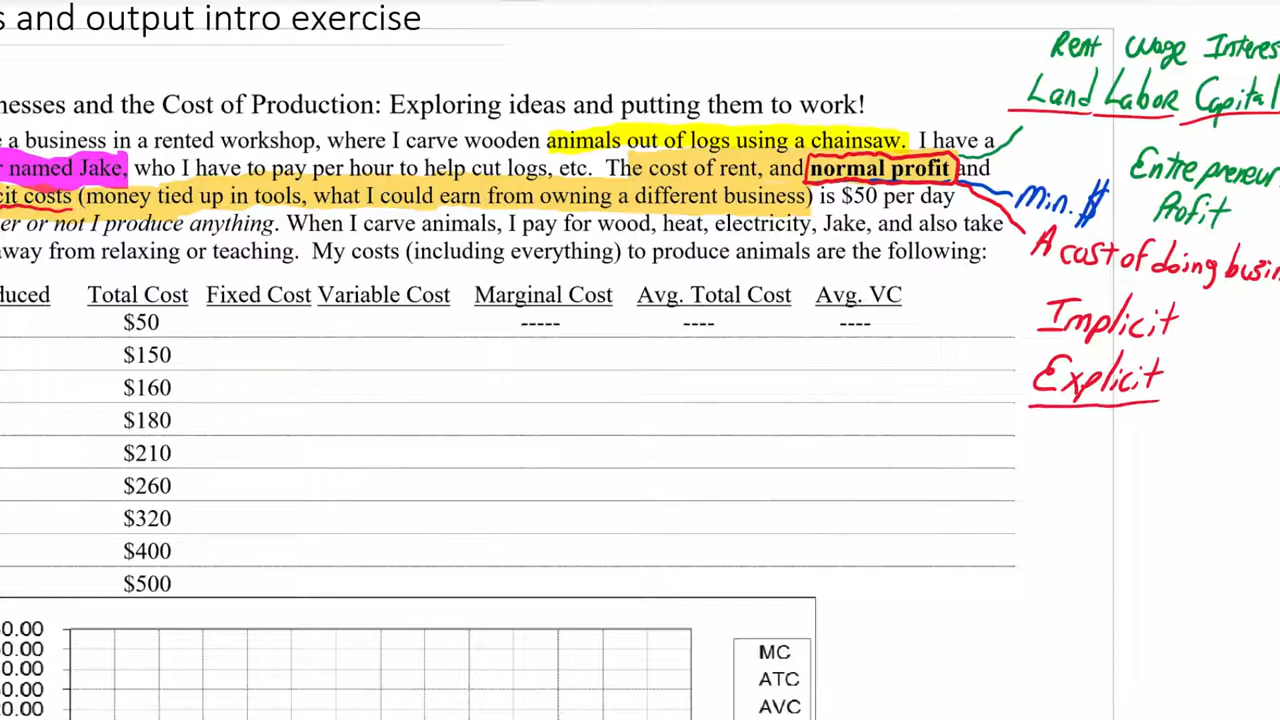 s and output intro exercise
Rent Wage Interes
Land Labor Capital
nesses and the Cost of Production: Exploring ideas and putting them to work!
e a business in a rented workshop, where I carve wooden animals out of logs using a chainsaw. I have a
r named Jake, who I have to pay per hour to help cut logs, etc. The cost of rent, and normal profit and
cit costs (money tied up in tools, what I could earn from owning a different business) is $50 per day
er or not I produce anything. When I carve animals, I pay for wood, heat, electricity, Jake, and also take
away from relaxing or teaching. My costs (including everything) to produce animals are the following:
Entrepreneur
Profit
Min. $
A cost of doing busin
Implicit
Explicit
duced Total Cost Fixed Cost Variable Cost Marginal Cost Avg. Total Cost Avg. VC
$50 ----- ---- ----
$150
$160
$180
$210
$260
$320
$400
$500
0.00
0.00
0.00
0.00
20.00
MC
ATC
AVC